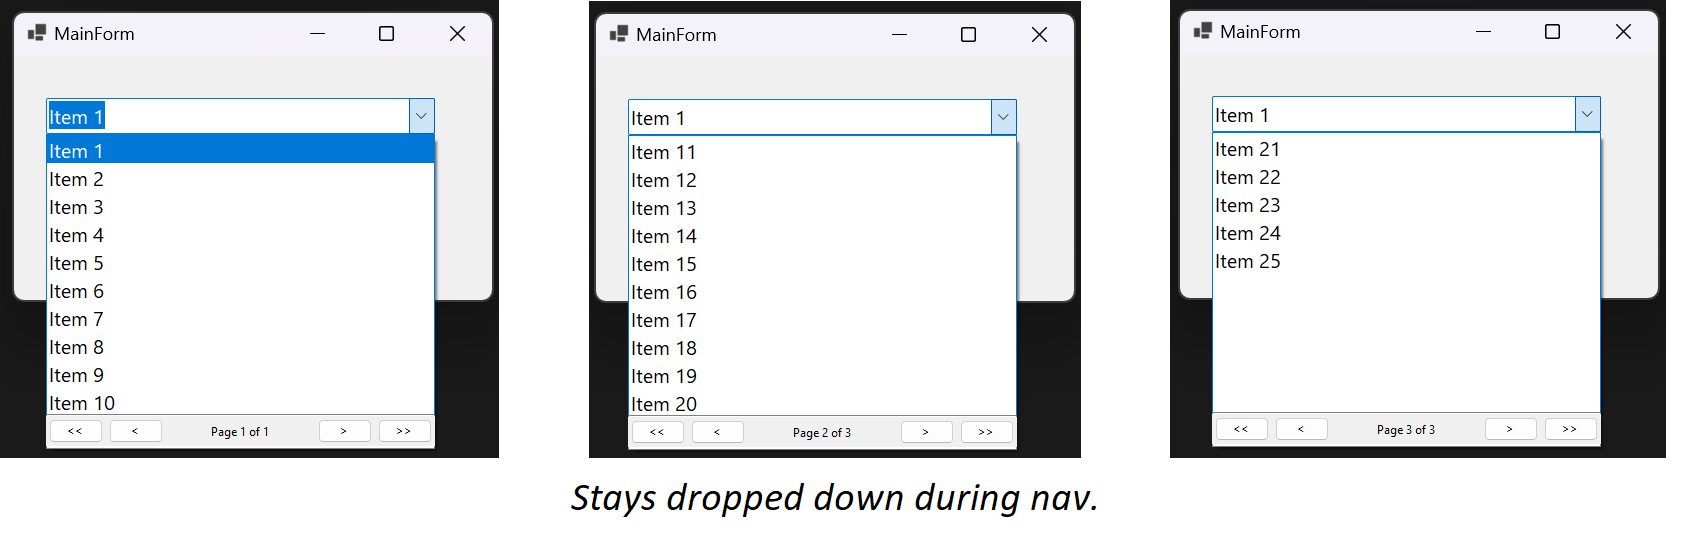 MainForm
Item 1
Item 1
Item 2
Item 3
Item 4
Item 5
Item 6
Item 7
Item 8
Item 9
Item 10
<< < Page 1 of 1 > >>
MainForm
Item 1
Item 11
Item 12
Item 13
Item 14
Item 15
Item 16
Item 17
Item 18
Item 19
Item 20
<< < Page 2 of 3 > >>
MainForm
Item 1
Item 21
Item 22
Item 23
Item 24
Item 25
<< < Page 3 of 3 > >>
Stays dropped down during nav.